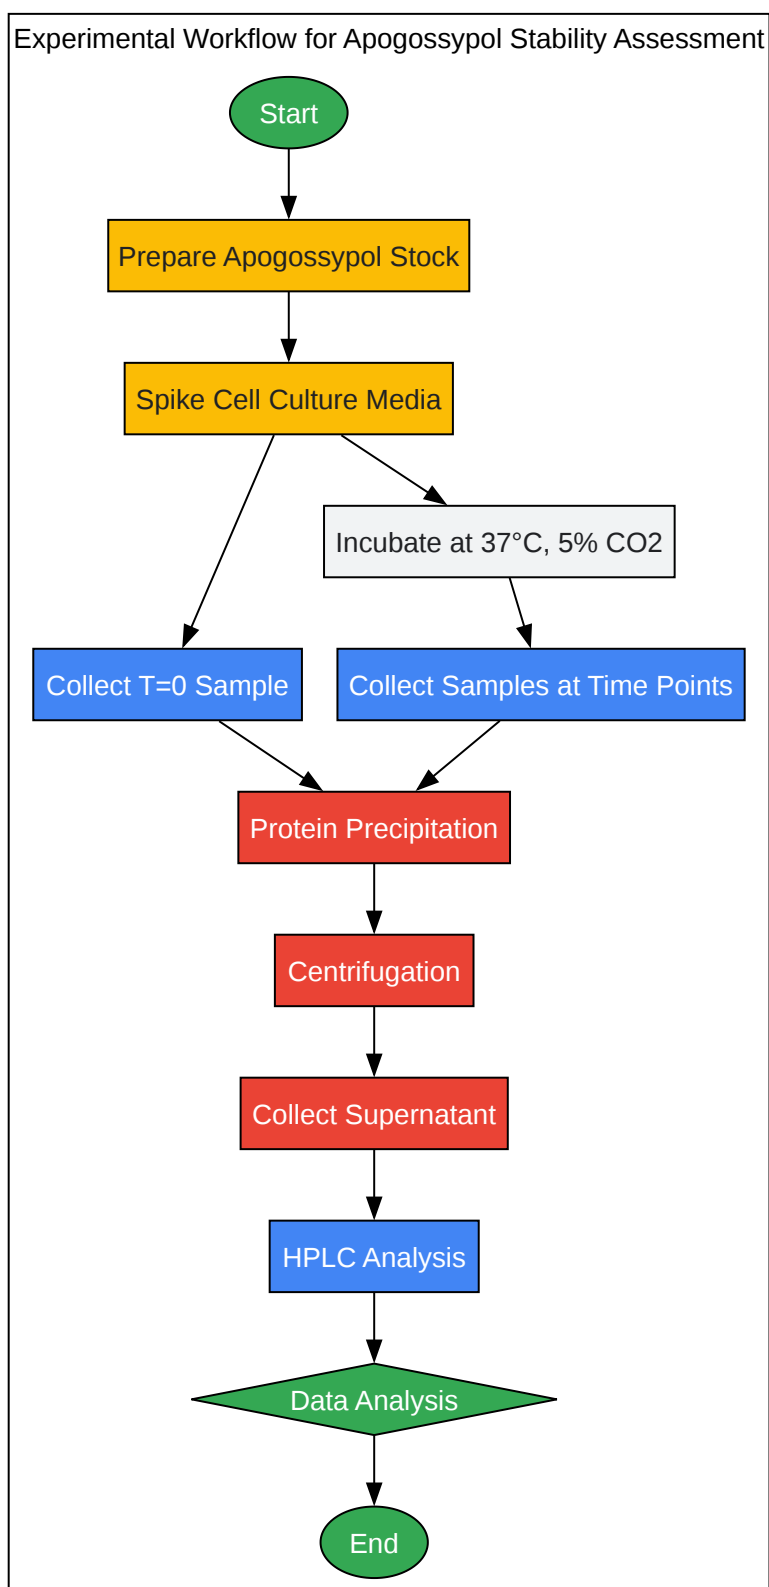 Experimental Workflow for Apogossypol Stability Assessment
Start
Prepare Apogossypol Stock
Spike Cell Culture Media
Incubate at 37°C, 5% CO2
Collect T=0 Sample
Collect Samples at Time Points
Protein Precipitation
Centrifugation
Collect Supernatant
HPLC Analysis
Data Analysis
End